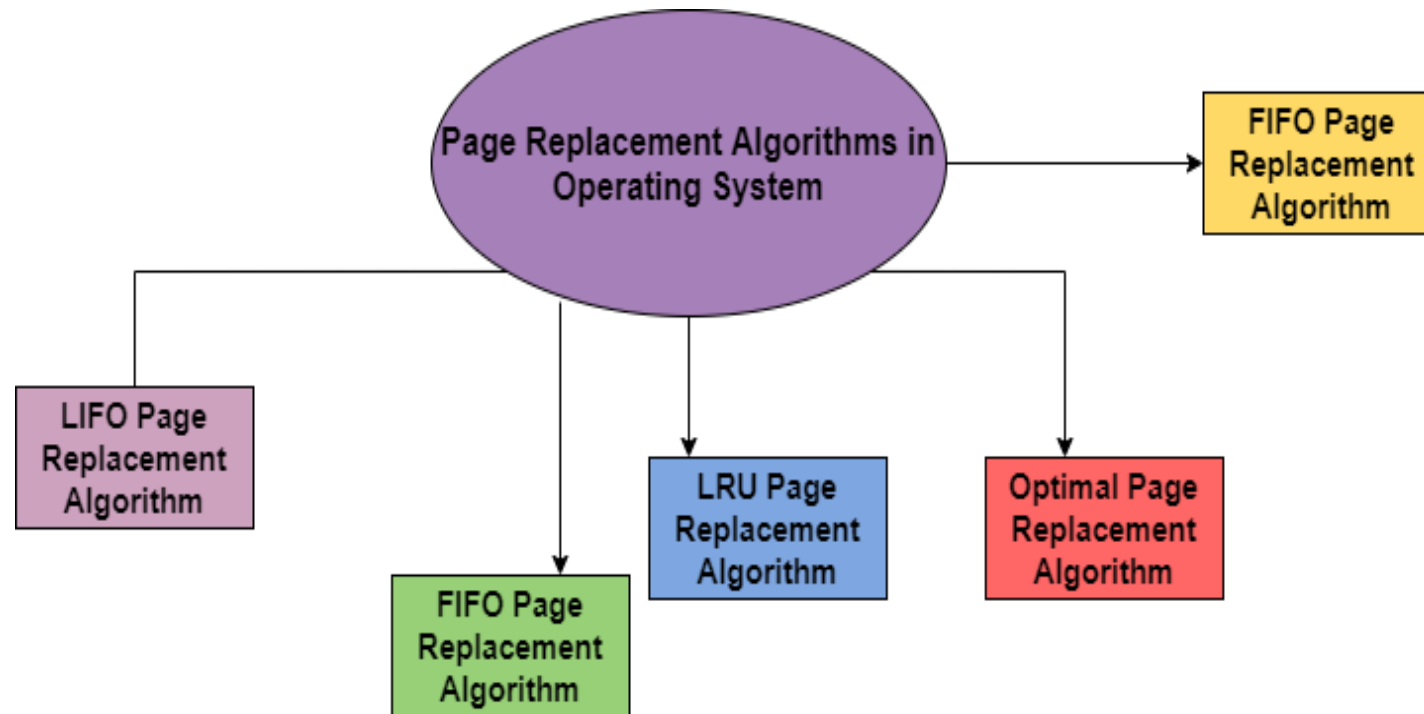 Page Replacement Algorithms in
Operating System
FIFO Page
Replacement
Algorithm
LIFO Page
Replacement
Algorithm
FIFO Page
Replacement
Algorithm
LRU Page
Replacement
Algorithm
Optimal Page
Replacement
Algorithm